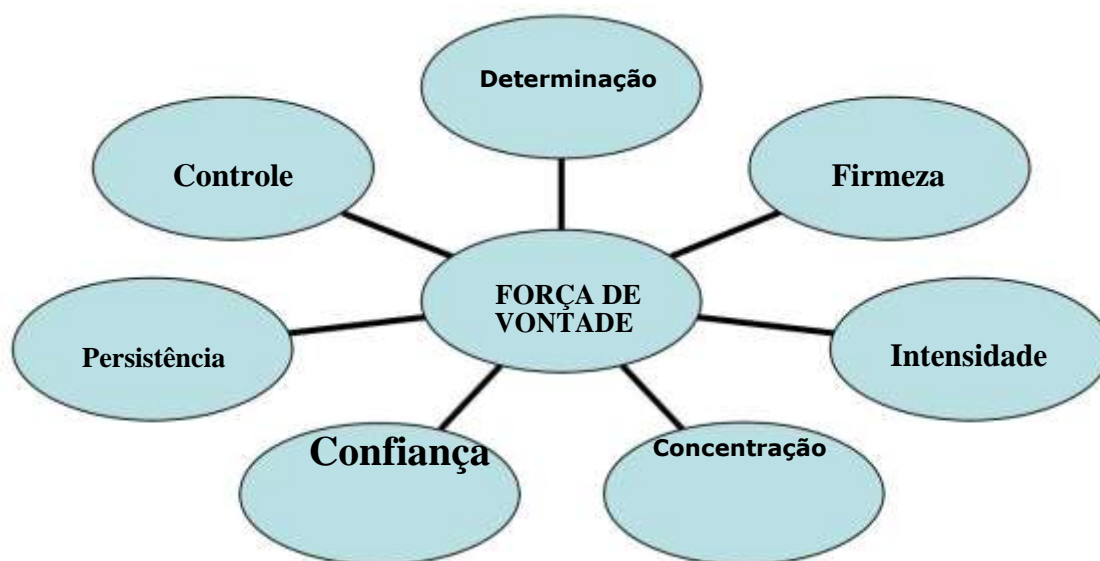 Determinação
Controle
Firmeza
FORÇA DE
VONTADE
Persistência
Intensidade
Confiança
Concentração